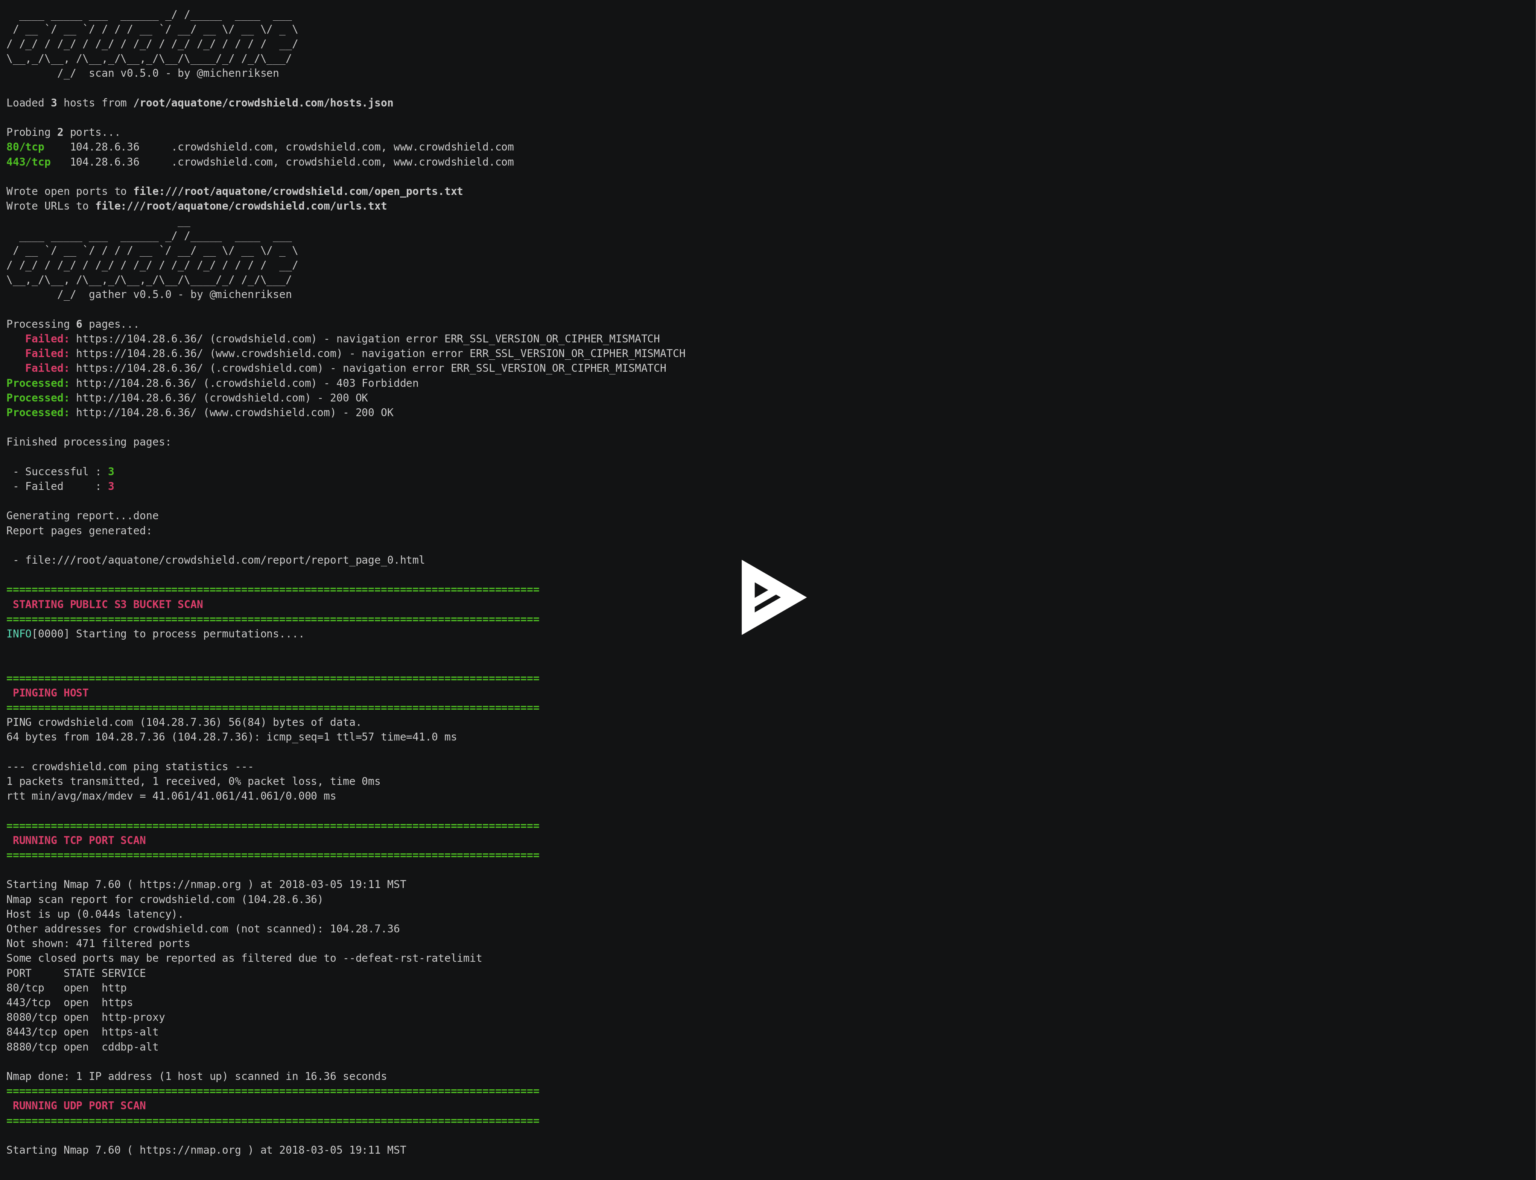 ____ _____ ___  ______ _/ /_____  ____  ___
 / __ `/ __ `/ / / / __ `/ __/ __ \/ __ \/ _ \
/ /_/ / /_/ / /_/ / /_/ / /_/ /_/ / / / /  __/
\__,_/\__, /\__,_/\__,_/\__/\____/_/ /_/\___/
        /_/  scan v0.5.0 - by @michenriksen
Loaded 3 hosts from /root/aquatone/crowdshield.com/hosts.json
Probing 2 ports...
80/tcp    104.28.6.36     .crowdshield.com, crowdshield.com, www.crowdshield.com
443/tcp   104.28.6.36     .crowdshield.com, crowdshield.com, www.crowdshield.com
Wrote open ports to file:///root/aquatone/crowdshield.com/open_ports.txt
Wrote URLs to file:///root/aquatone/crowdshield.com/urls.txt
                           __
  ____ _____ ___  ______ _/ /_____  ____  ___
 / __ `/ __ `/ / / / __ `/ __/ __ \/ __ \/ _ \
/ /_/ / /_/ / /_/ / /_/ / /_/ /_/ / / / /  __/
\__,_/\__, /\__,_/\__,_/\__/\____/_/ /_/\___/
        /_/  gather v0.5.0 - by @michenriksen
Processing 6 pages...
   Failed: https://104.28.6.36/ (crowdshield.com) - navigation error ERR_SSL_VERSION_OR_CIPHER_MISMATCH
   Failed: https://104.28.6.36/ (www.crowdshield.com) - navigation error ERR_SSL_VERSION_OR_CIPHER_MISMATCH
   Failed: https://104.28.6.36/ (.crowdshield.com) - navigation error ERR_SSL_VERSION_OR_CIPHER_MISMATCH
Processed: http://104.28.6.36/ (.crowdshield.com) - 403 Forbidden
Processed: http://104.28.6.36/ (crowdshield.com) - 200 OK
Processed: http://104.28.6.36/ (www.crowdshield.com) - 200 OK
Finished processing pages:
 - Successful : 3
 - Failed     : 3
Generating report...done
Report pages generated:
 - file:///root/aquatone/crowdshield.com/report/report_page_0.html
====================================================================================
 STARTING PUBLIC S3 BUCKET SCAN
====================================================================================
INFO[0000] Starting to process permutations....
====================================================================================
 PINGING HOST
====================================================================================
PING crowdshield.com (104.28.7.36) 56(84) bytes of data.
64 bytes from 104.28.7.36 (104.28.7.36): icmp_seq=1 ttl=57 time=41.0 ms
--- crowdshield.com ping statistics ---
1 packets transmitted, 1 received, 0% packet loss, time 0ms
rtt min/avg/max/mdev = 41.061/41.061/41.061/0.000 ms
====================================================================================
 RUNNING TCP PORT SCAN
====================================================================================
Starting Nmap 7.60 ( https://nmap.org ) at 2018-03-05 19:11 MST
Nmap scan report for crowdshield.com (104.28.6.36)
Host is up (0.044s latency).
Other addresses for crowdshield.com (not scanned): 104.28.7.36
Not shown: 471 filtered ports
Some closed ports may be reported as filtered due to --defeat-rst-ratelimit
PORT     STATE SERVICE
80/tcp   open  http
443/tcp  open  https
8080/tcp open  http-proxy
8443/tcp open  https-alt
8880/tcp open  cddbp-alt
Nmap done: 1 IP address (1 host up) scanned in 16.36 seconds
====================================================================================
 RUNNING UDP PORT SCAN
====================================================================================
Starting Nmap 7.60 ( https://nmap.org ) at 2018-03-05 19:11 MST